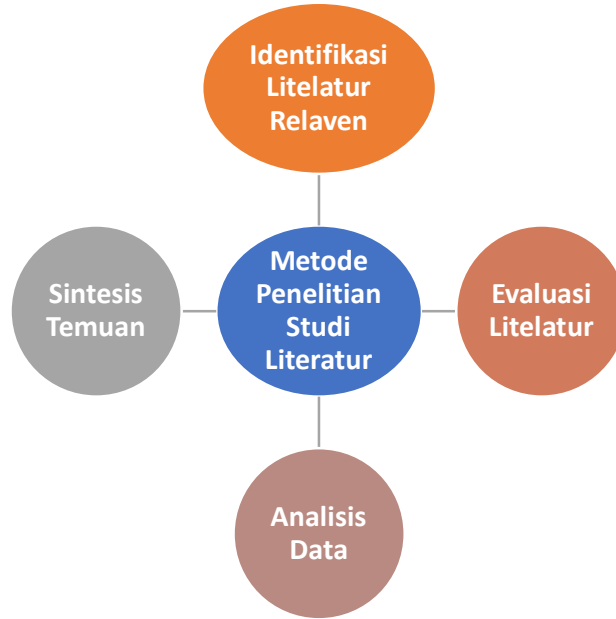 Identifikasi
Litelatur
Relaven
Metode
Penelitian
Studi
Literatur
Sintesis
Temuan
Evaluasi
Litelatur
Analisis
Data